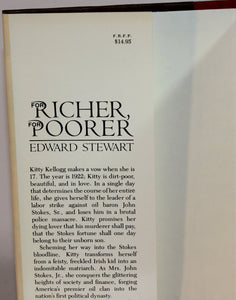 F.R.F.F.
$14.95
FOR
RICHER,
FOR
POORER
EDWARD STEWART
Kitty Kellogg makes a vow when she is
17. The year is 1922; Kitty is dirt-poor,
beautiful, and in love. In a single day
that determines the course of her entire
life, she gives herself to the leader of a
labor strike against oil baron John
Stokes, Sr., and loses him in a brutal
police massacre. Kitty promises her
dying lover that his murderer shall pay,
that the Stokes fortune shall one day
belong to their unborn son.
Scheming her way into the Stokes
bloodline, Kitty transforms herself
from a feisty, freckled Irish kid into an
indomitable matriarch. As Mrs. John
Stokes, Jr., she conquers the glittering
heights of society and finance, forging
America's premier oil clan into the
nation's first political dynasty.